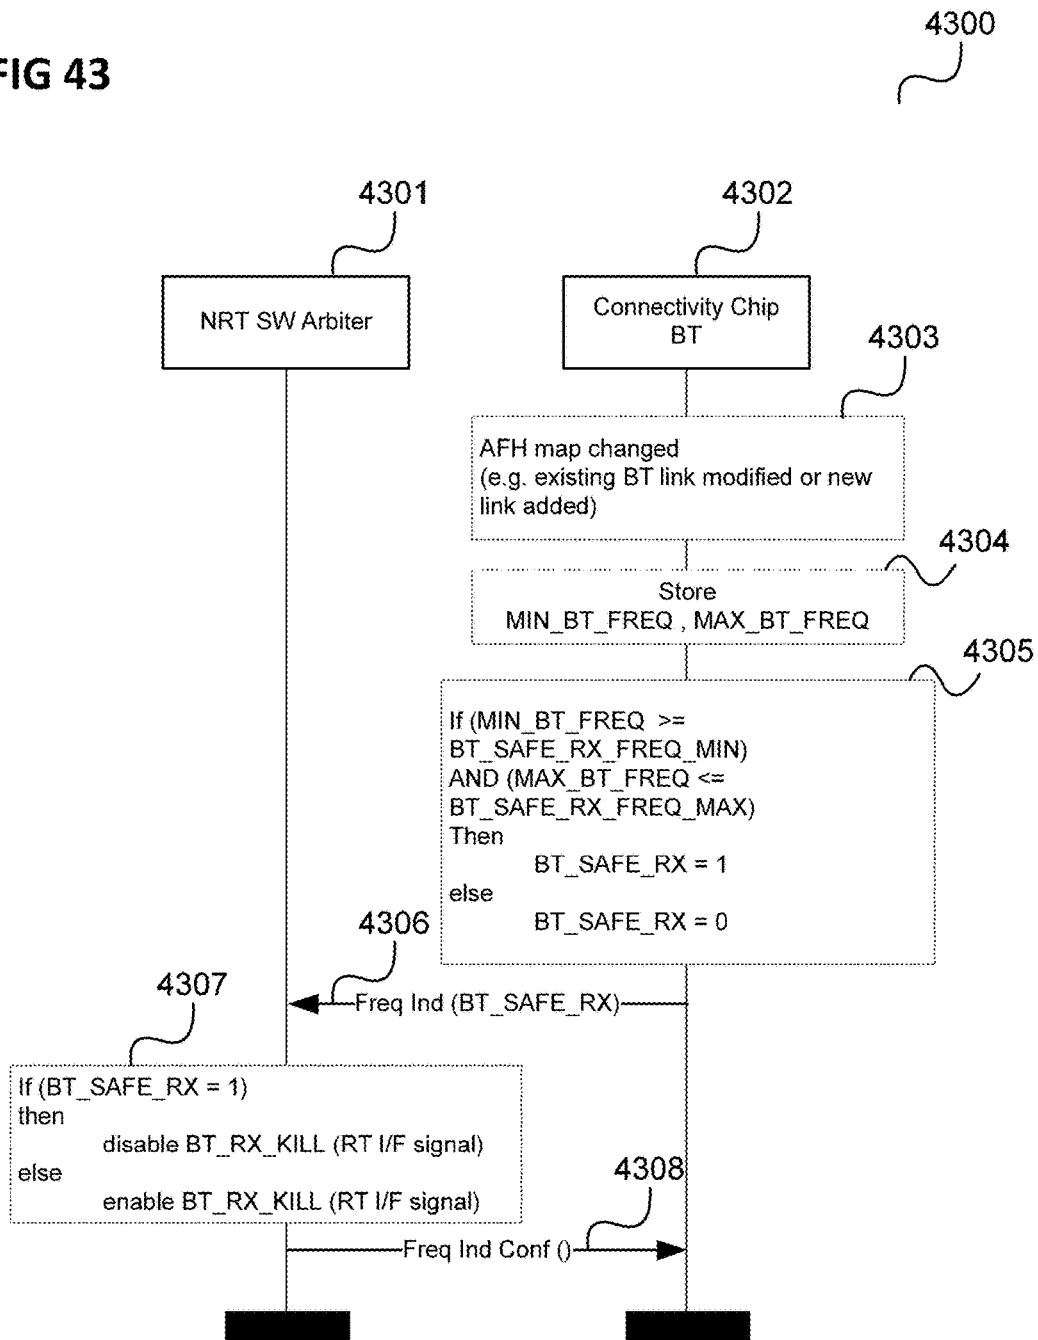 4300
FIG 43
4301
4302
NRT SW Arbiter
Connectivity Chip
BT
4303
AFH map changed
(e.g. existing BT link modified or new
link added)
4304
Store
MIN_BT_FREQ , MAX_BT_FREQ
4305
If (MIN_BT_FREQ >=
BT_SAFE_RX_FREQ_MIN)
AND (MAX_BT_FREQ <=
BT_SAFE_RX_FREQ_MAX)
Then
BT_SAFE_RX = 1
else
BT_SAFE_RX = 0
4306
Freq Ind (BT_SAFE_RX)
4307
If (BT_SAFE_RX = 1)
then
disable BT_RX_KILL (RT I/F signal)
else
enable BT_RX_KILL (RT I/F signal)
4308
Freq Ind Conf ()